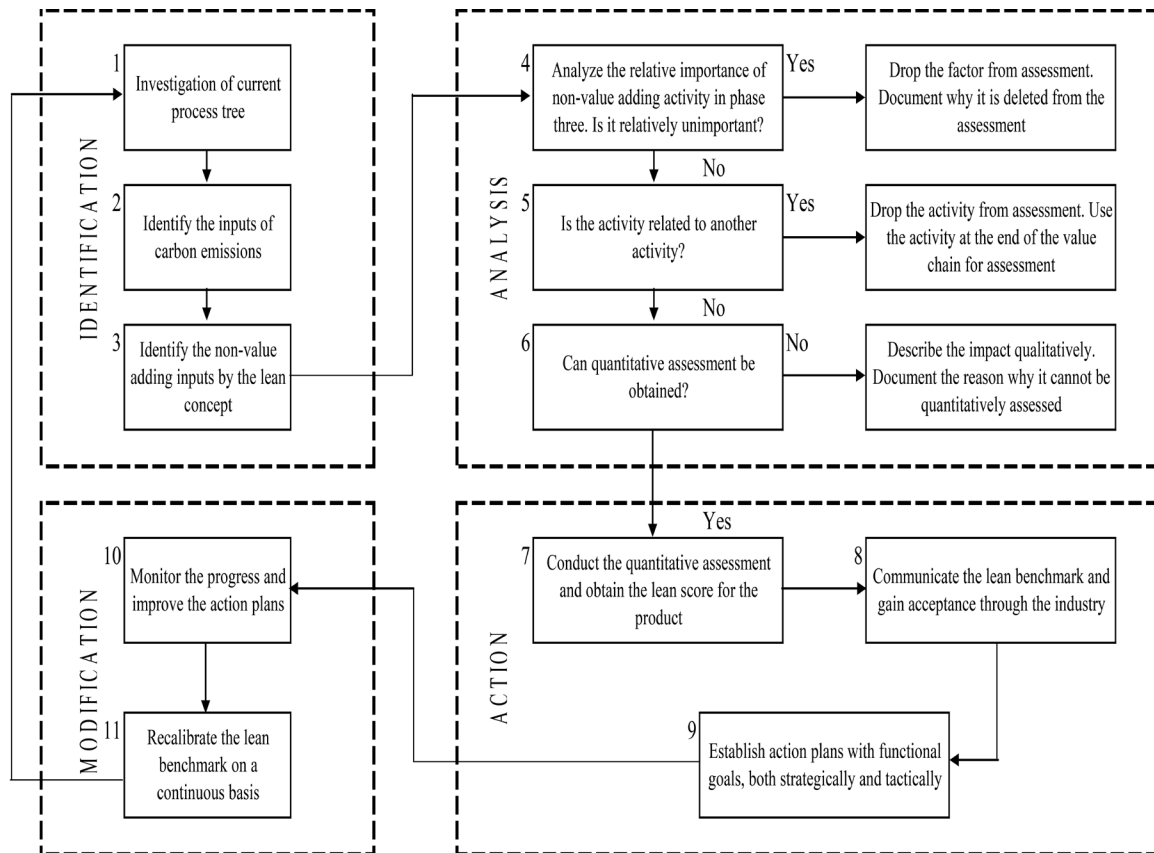 IDENTIFICATION
1
Investigation of current
process tree
2
Identify the inputs of
carbon emissions
3
Identify the non-value
adding inputs by the lean
concept
ANALYSIS
4
Analyze the relative importance of
non-value adding activity in phase
three. Is it relatively unimportant?
Yes
Drop the factor from assessment.
Document why it is deleted from the
assessment
No
5
Is the activity related to another
activity?
Yes
Drop the activity from assessment. Use
the activity at the end of the value
chain for assessment
No
6
Can quantitative assessment be
obtained?
No
Describe the impact qualitatively.
Document the reason why it cannot be
quantitatively assessed
Yes
ACTION
7
Conduct the quantitative assessment
and obtain the lean score for the
product
8
Communicate the lean benchmark and
gain acceptance through the industry
9
Establish action plans with functional
goals, both strategically and tactically
MODIFICATION
10
Monitor the progress and
improve the action plans
11
Recalibrate the lean
benchmark on a
continuous basis